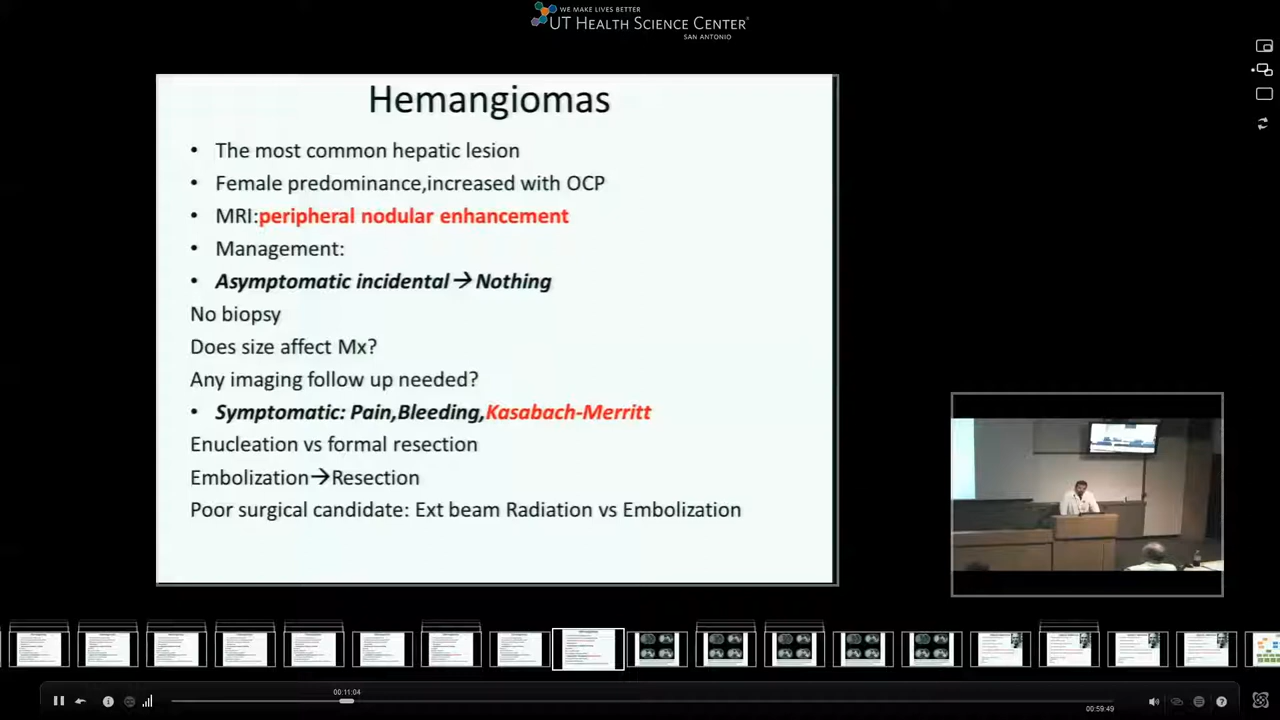 WE MAKE LIVES BETTER
UT HEALTH SCIENCE CENTER®
SAN ANTONIO
Hemangiomas
• The most common hepatic lesion
• Female predominance,increased with OCP
• MRI:peripheral nodular enhancement
• Management:
• Asymptomatic incidental → Nothing
No biopsy
Does size affect Mx?
Any imaging follow up needed?
• Symptomatic: Pain,Bleeding,Kasabach-Merritt
Enucleation vs formal resection
Embolization→Resection
Poor surgical candidate: Ext beam Radiation vs Embolization
00:11:04
00:59:49